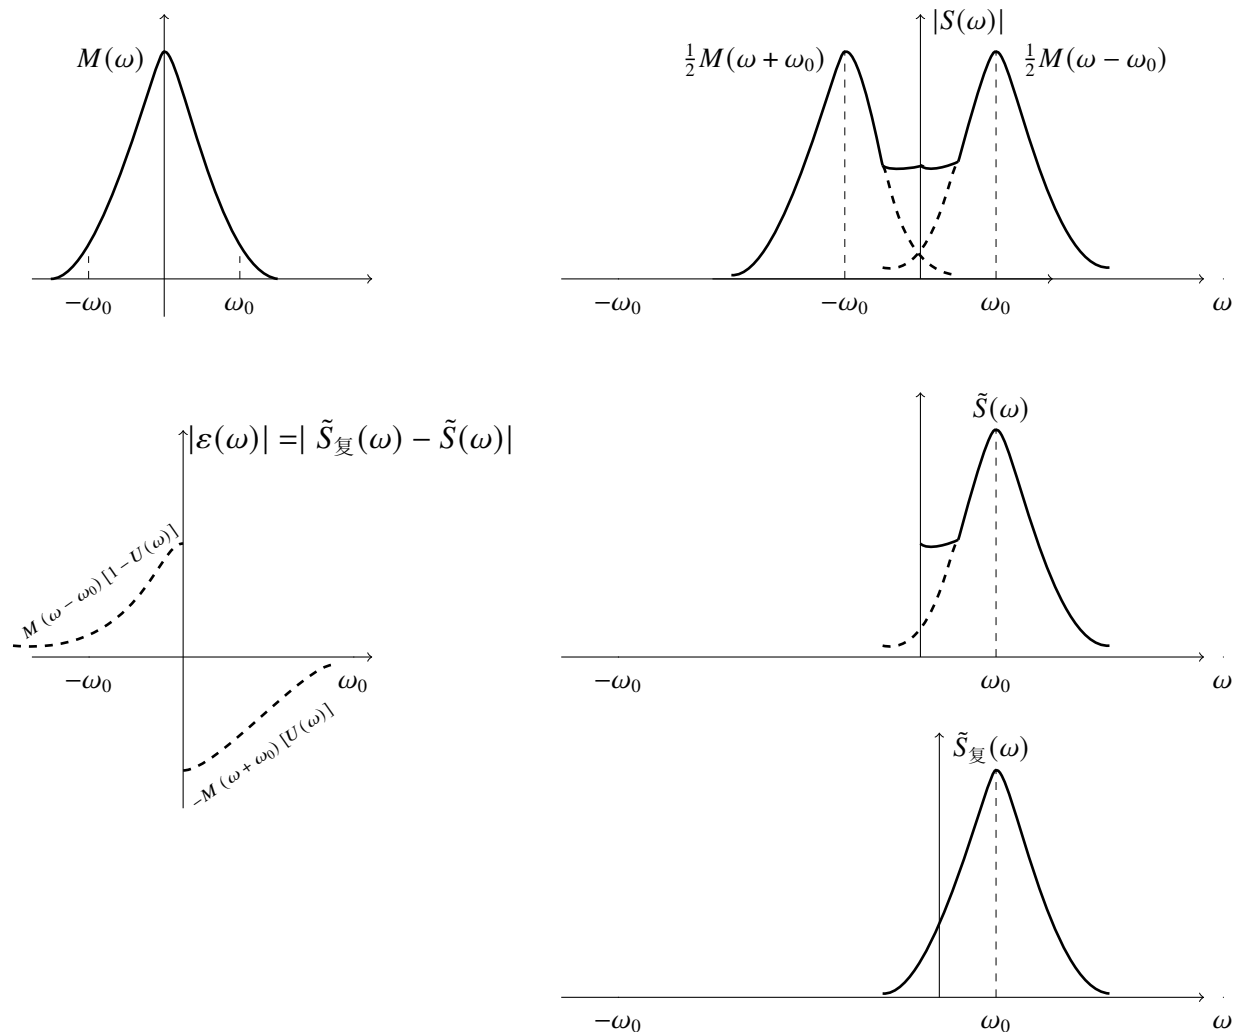 M(ω)
−ω₀
ω₀
|S(ω)|
½M(ω + ω₀)
½M(ω − ω₀)
−ω₀
−ω₀
ω₀
ω
|ε(ω)| =| S̃复(ω) − S̃(ω)|
M (ω − ω₀) [1 − U(ω)]
−ω₀
ω₀
−M (ω + ω₀) [U(ω)]
S̃(ω)
−ω₀
ω₀
ω
S̃复(ω)
−ω₀
ω₀
ω